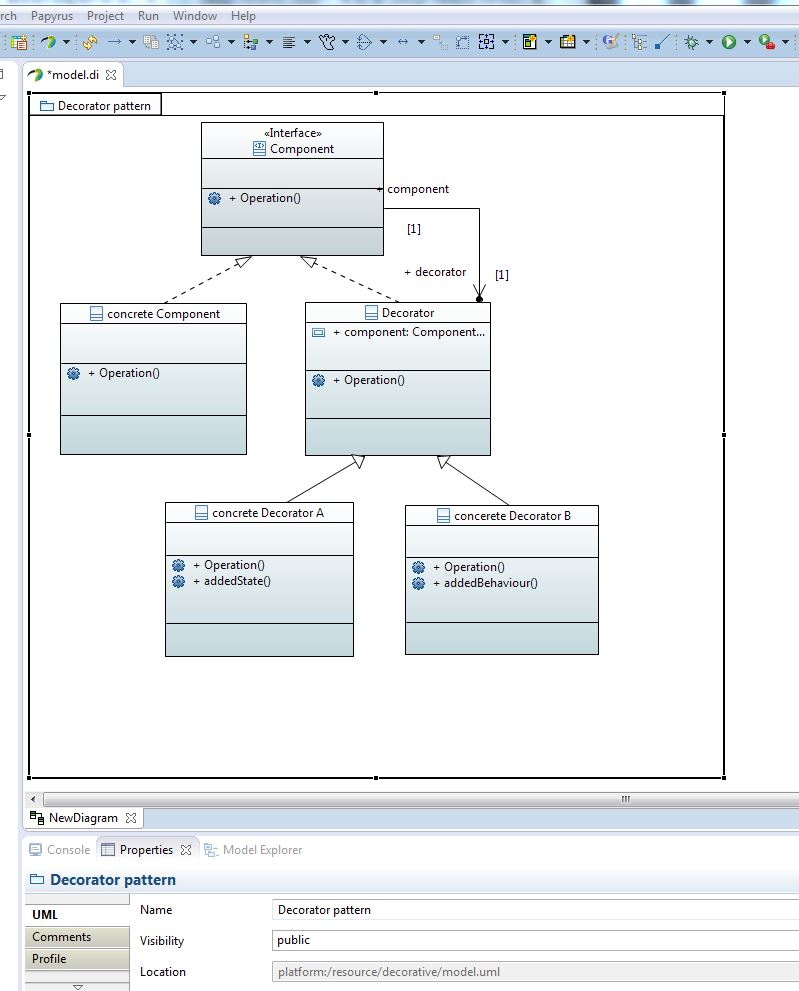 rch Papyrus Project Run Window Help
*model.di
Decorator pattern
«Interface»
Component
+ Operation()
+ component
[1]
+ decorator
[1]
concrete Component
+ Operation()
Decorator
+ component: Component...
+ Operation()
concrete Decorator A
+ Operation()
+ addedState()
concerete Decorator B
+ Operation()
+ addedBehaviour()
NewDiagram
Console Properties Model Explorer
Decorator pattern
UML
Comments
Profile
Name Decorator pattern
Visibility public
Location platform:/resource/decorative/model.uml